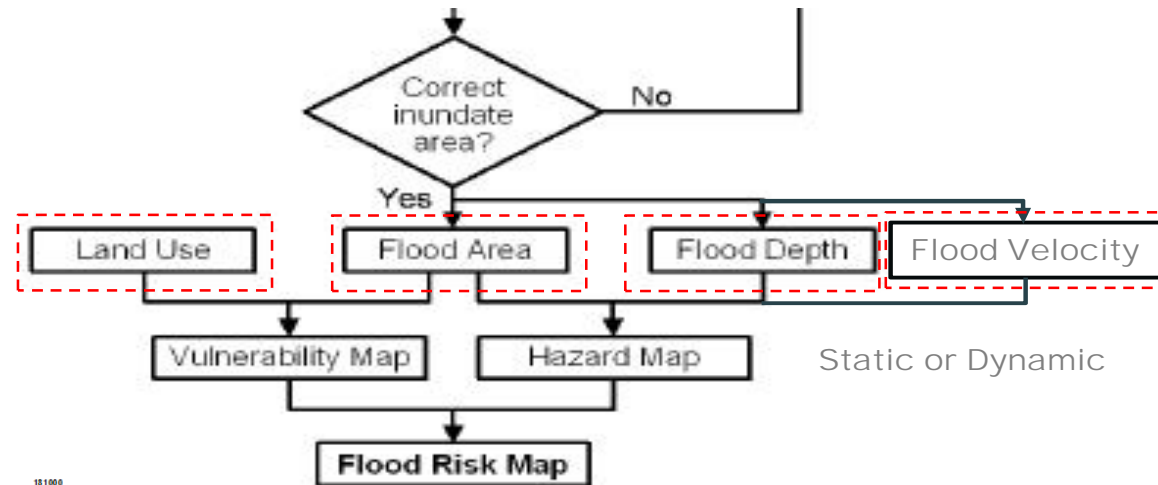 Correct
inundate
area?
No
Yes
Land Use
Flood Area
Flood Depth
Flood Velocity
Vulnerability Map
Hazard Map
Static or Dynamic
Flood Risk Map
181000